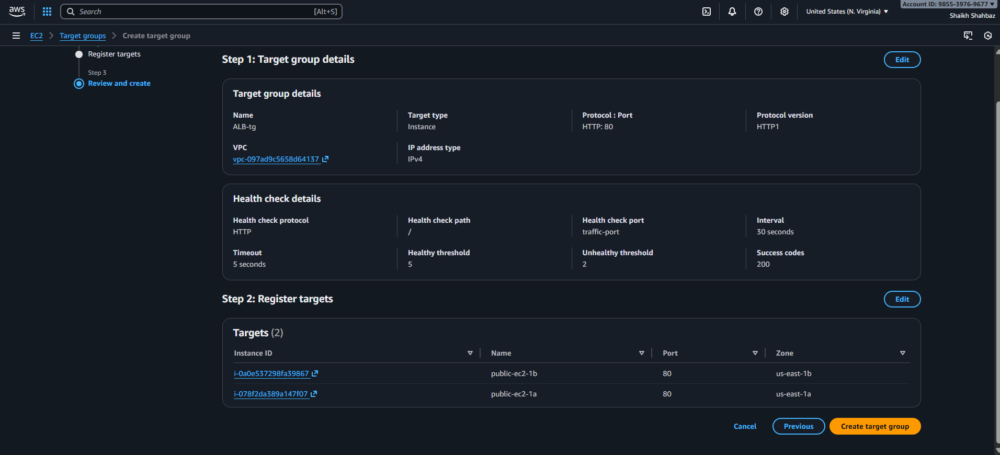 aws
Search [Alt+S]
United States (N. Virginia)
Account ID: 9855-3976-9677
Shaikh Shahbaz
EC2 Target groups Create target group
Register targets
Step 3
Review and create
Step 1: Target group details
Edit
Target group details
Name Target type Protocol : Port Protocol version
ALB-tg Instance HTTP: 80 HTTP1
VPC IP address type
vpc-097ad9c5658d64137 IPv4
Health check details
Health check protocol Health check path Health check port Interval
HTTP / traffic-port 30 seconds
Timeout Healthy threshold Unhealthy threshold Success codes
5 seconds 5 2 200
Step 2: Register targets
Edit
Targets (2)
Instance ID Name Port Zone
i-0a0e537298fa39867 public-ec2-1b 80 us-east-1b
i-078f2da389a147f07 public-ec2-1a 80 us-east-1a
Cancel Previous Create target group